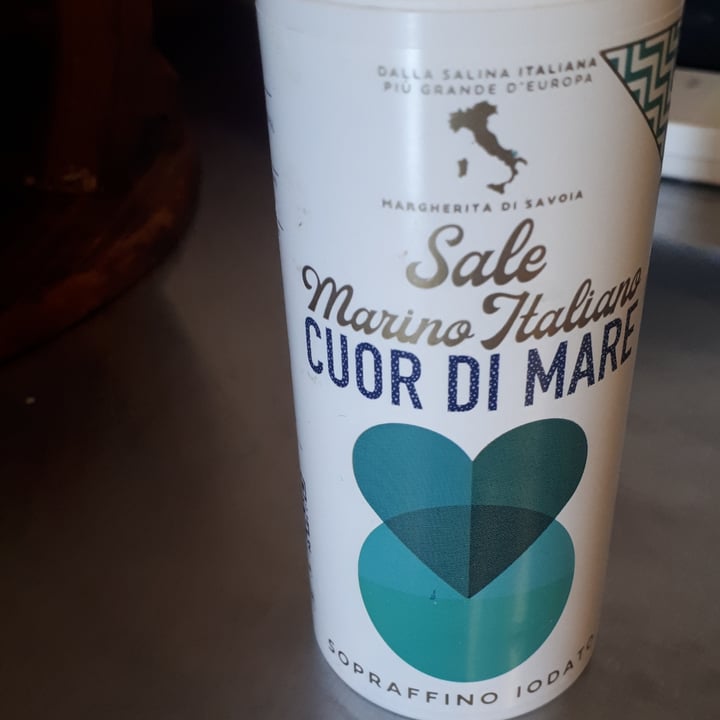 DALLA SALINA ITALIANA
PIÙ GRANDE D'EUROPA
MARGHERITA DI SAVOIA
Sale
Marino Italiano
CUOR DI MARE
SOPRAFFINO IODATO